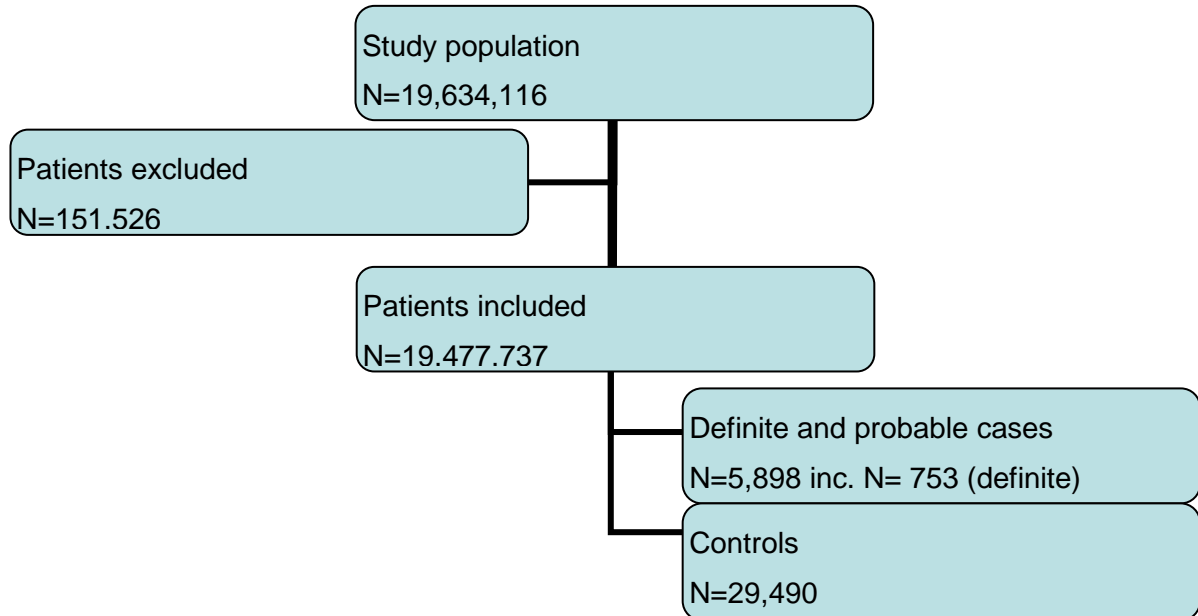 Study population
N=19,634,116
Patients excluded
N=151,526
Patients included
N=19,477,737
Definite and probable cases
N=5,898 inc. N= 753 (definite)
Controls
N=29,490